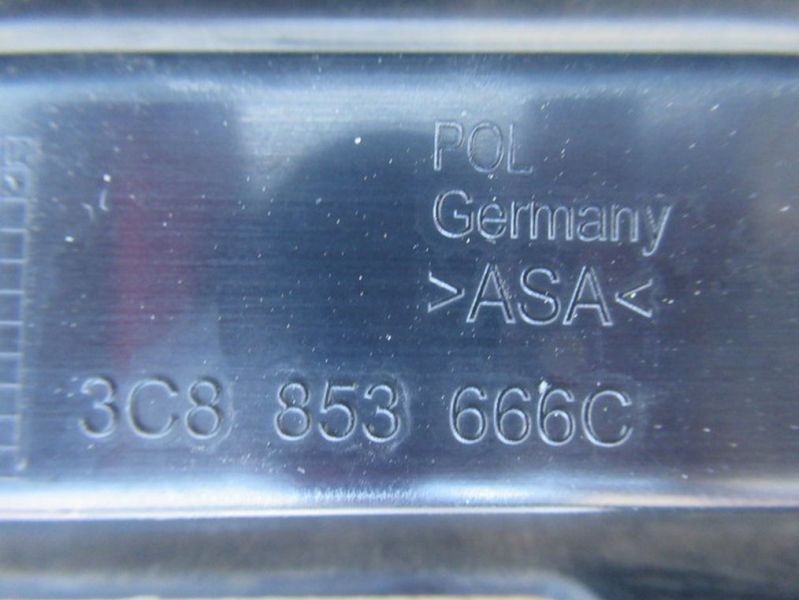 POL
Germany
>ASA<
3C8 853 666C